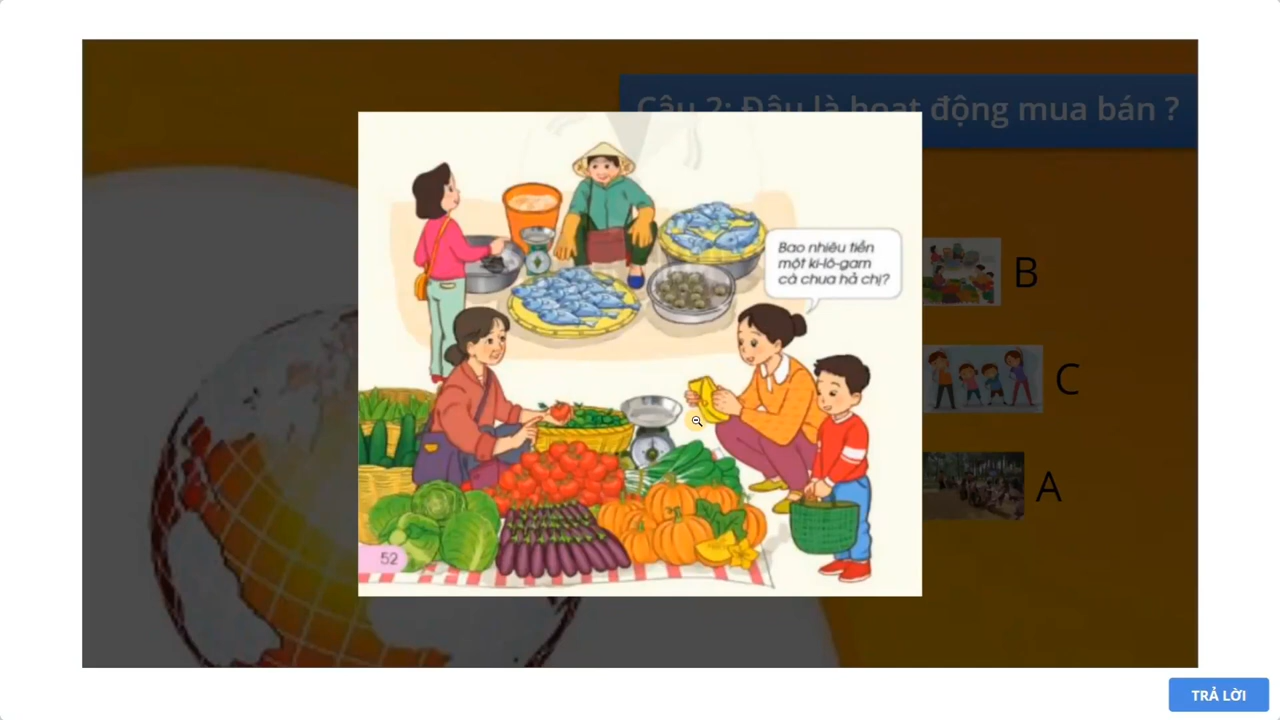 Câu 2: Đâu là hoạt động mua bán ?
Bao nhiêu tiền
một ki-lô-gam
cà chua hả chị?
B
C
A
52
TRẢ LỜI